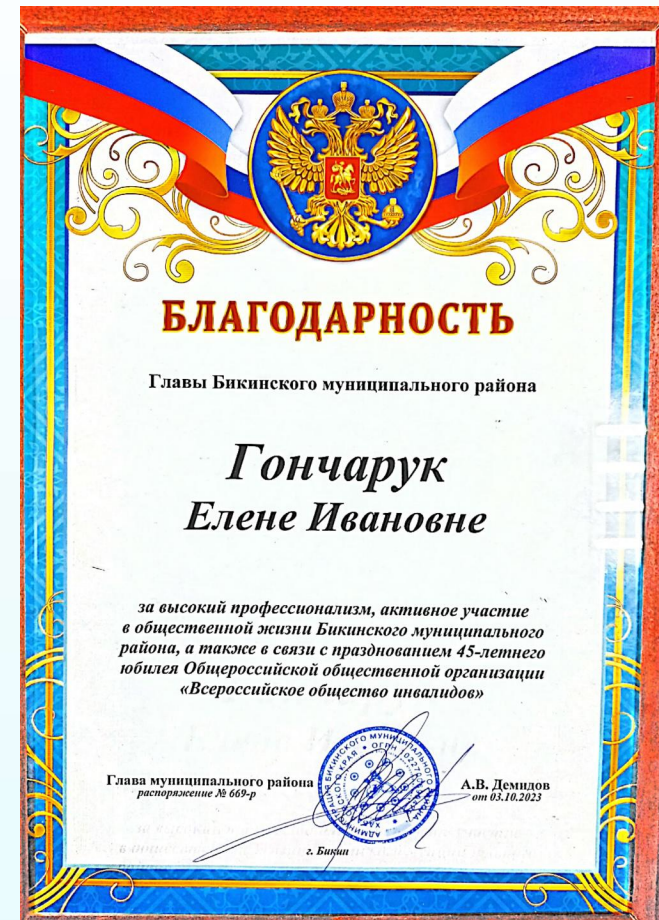 БЛАГОДАРНОСТЬ
Главы Бикинского муниципального района
Гончарук
Елене Ивановне
за высокий профессионализм, активное участие
в общественной жизни Бикинского муниципального
района, а также в связи с празднованием 45-летнего
юбилея Общероссийской общественной организации
«Всероссийское общество инвалидов»
Глава муниципального района А.В. Демидов
распоряжение № 669-р от 03.10.2023
г. Бикин